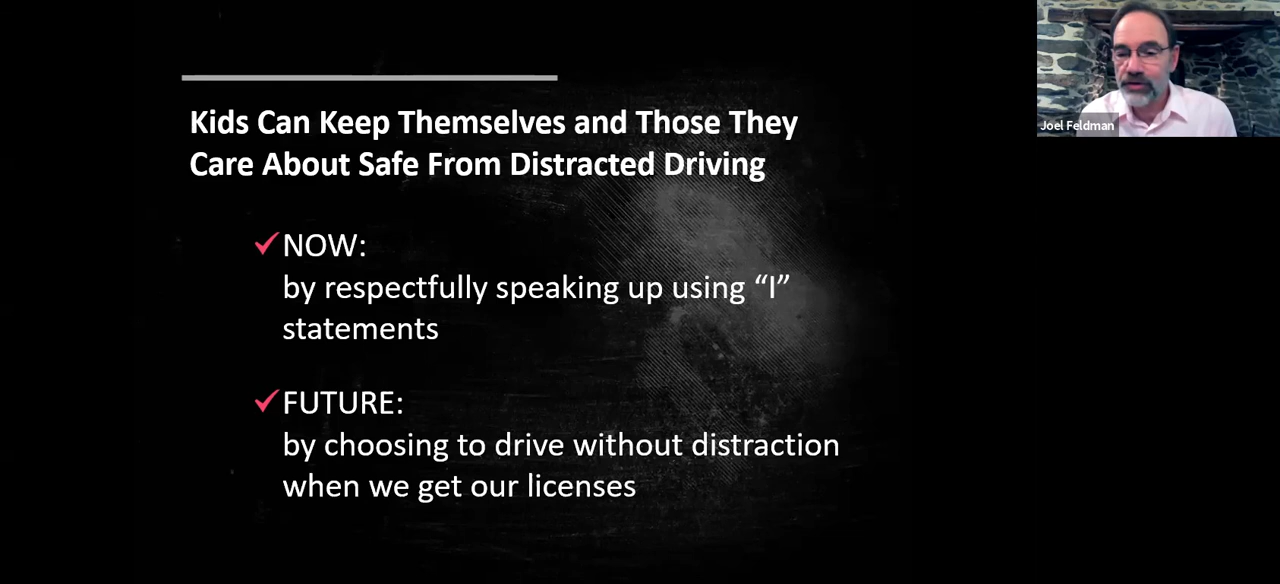 Kids Can Keep Themselves and Those They
Care About Safe From Distracted Driving
NOW:
by respectfully speaking up using “I”
statements
FUTURE:
by choosing to drive without distraction
when we get our licenses
Joel Feldman